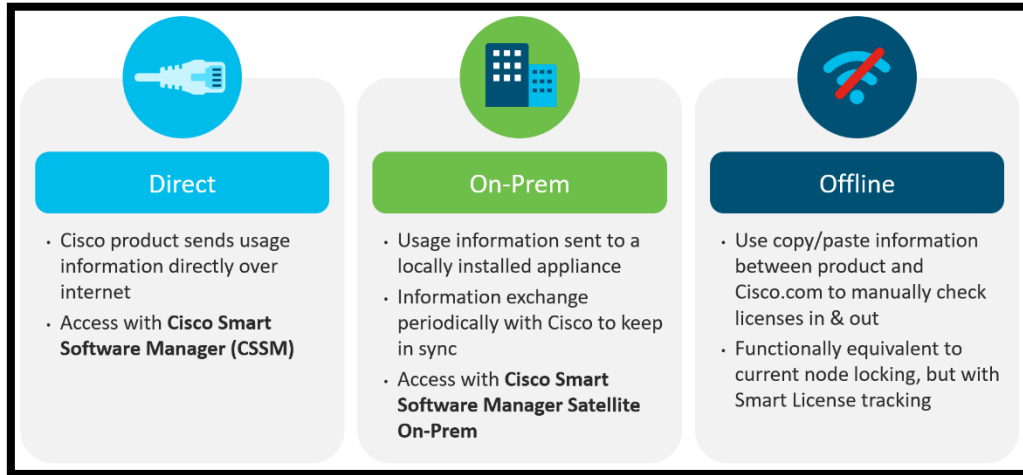 Direct
• Cisco product sends usage
information directly over
internet
• Access with Cisco Smart
Software Manager (CSSM)
On-Prem
• Usage information sent to a
locally installed appliance
• Information exchange
periodically with Cisco to keep
in sync
• Access with Cisco Smart
Software Manager Satellite
On-Prem
Offline
• Use copy/paste information
between product and
Cisco.com to manually check
licenses in & out
• Functionally equivalent to
current node locking, but with
Smart License tracking